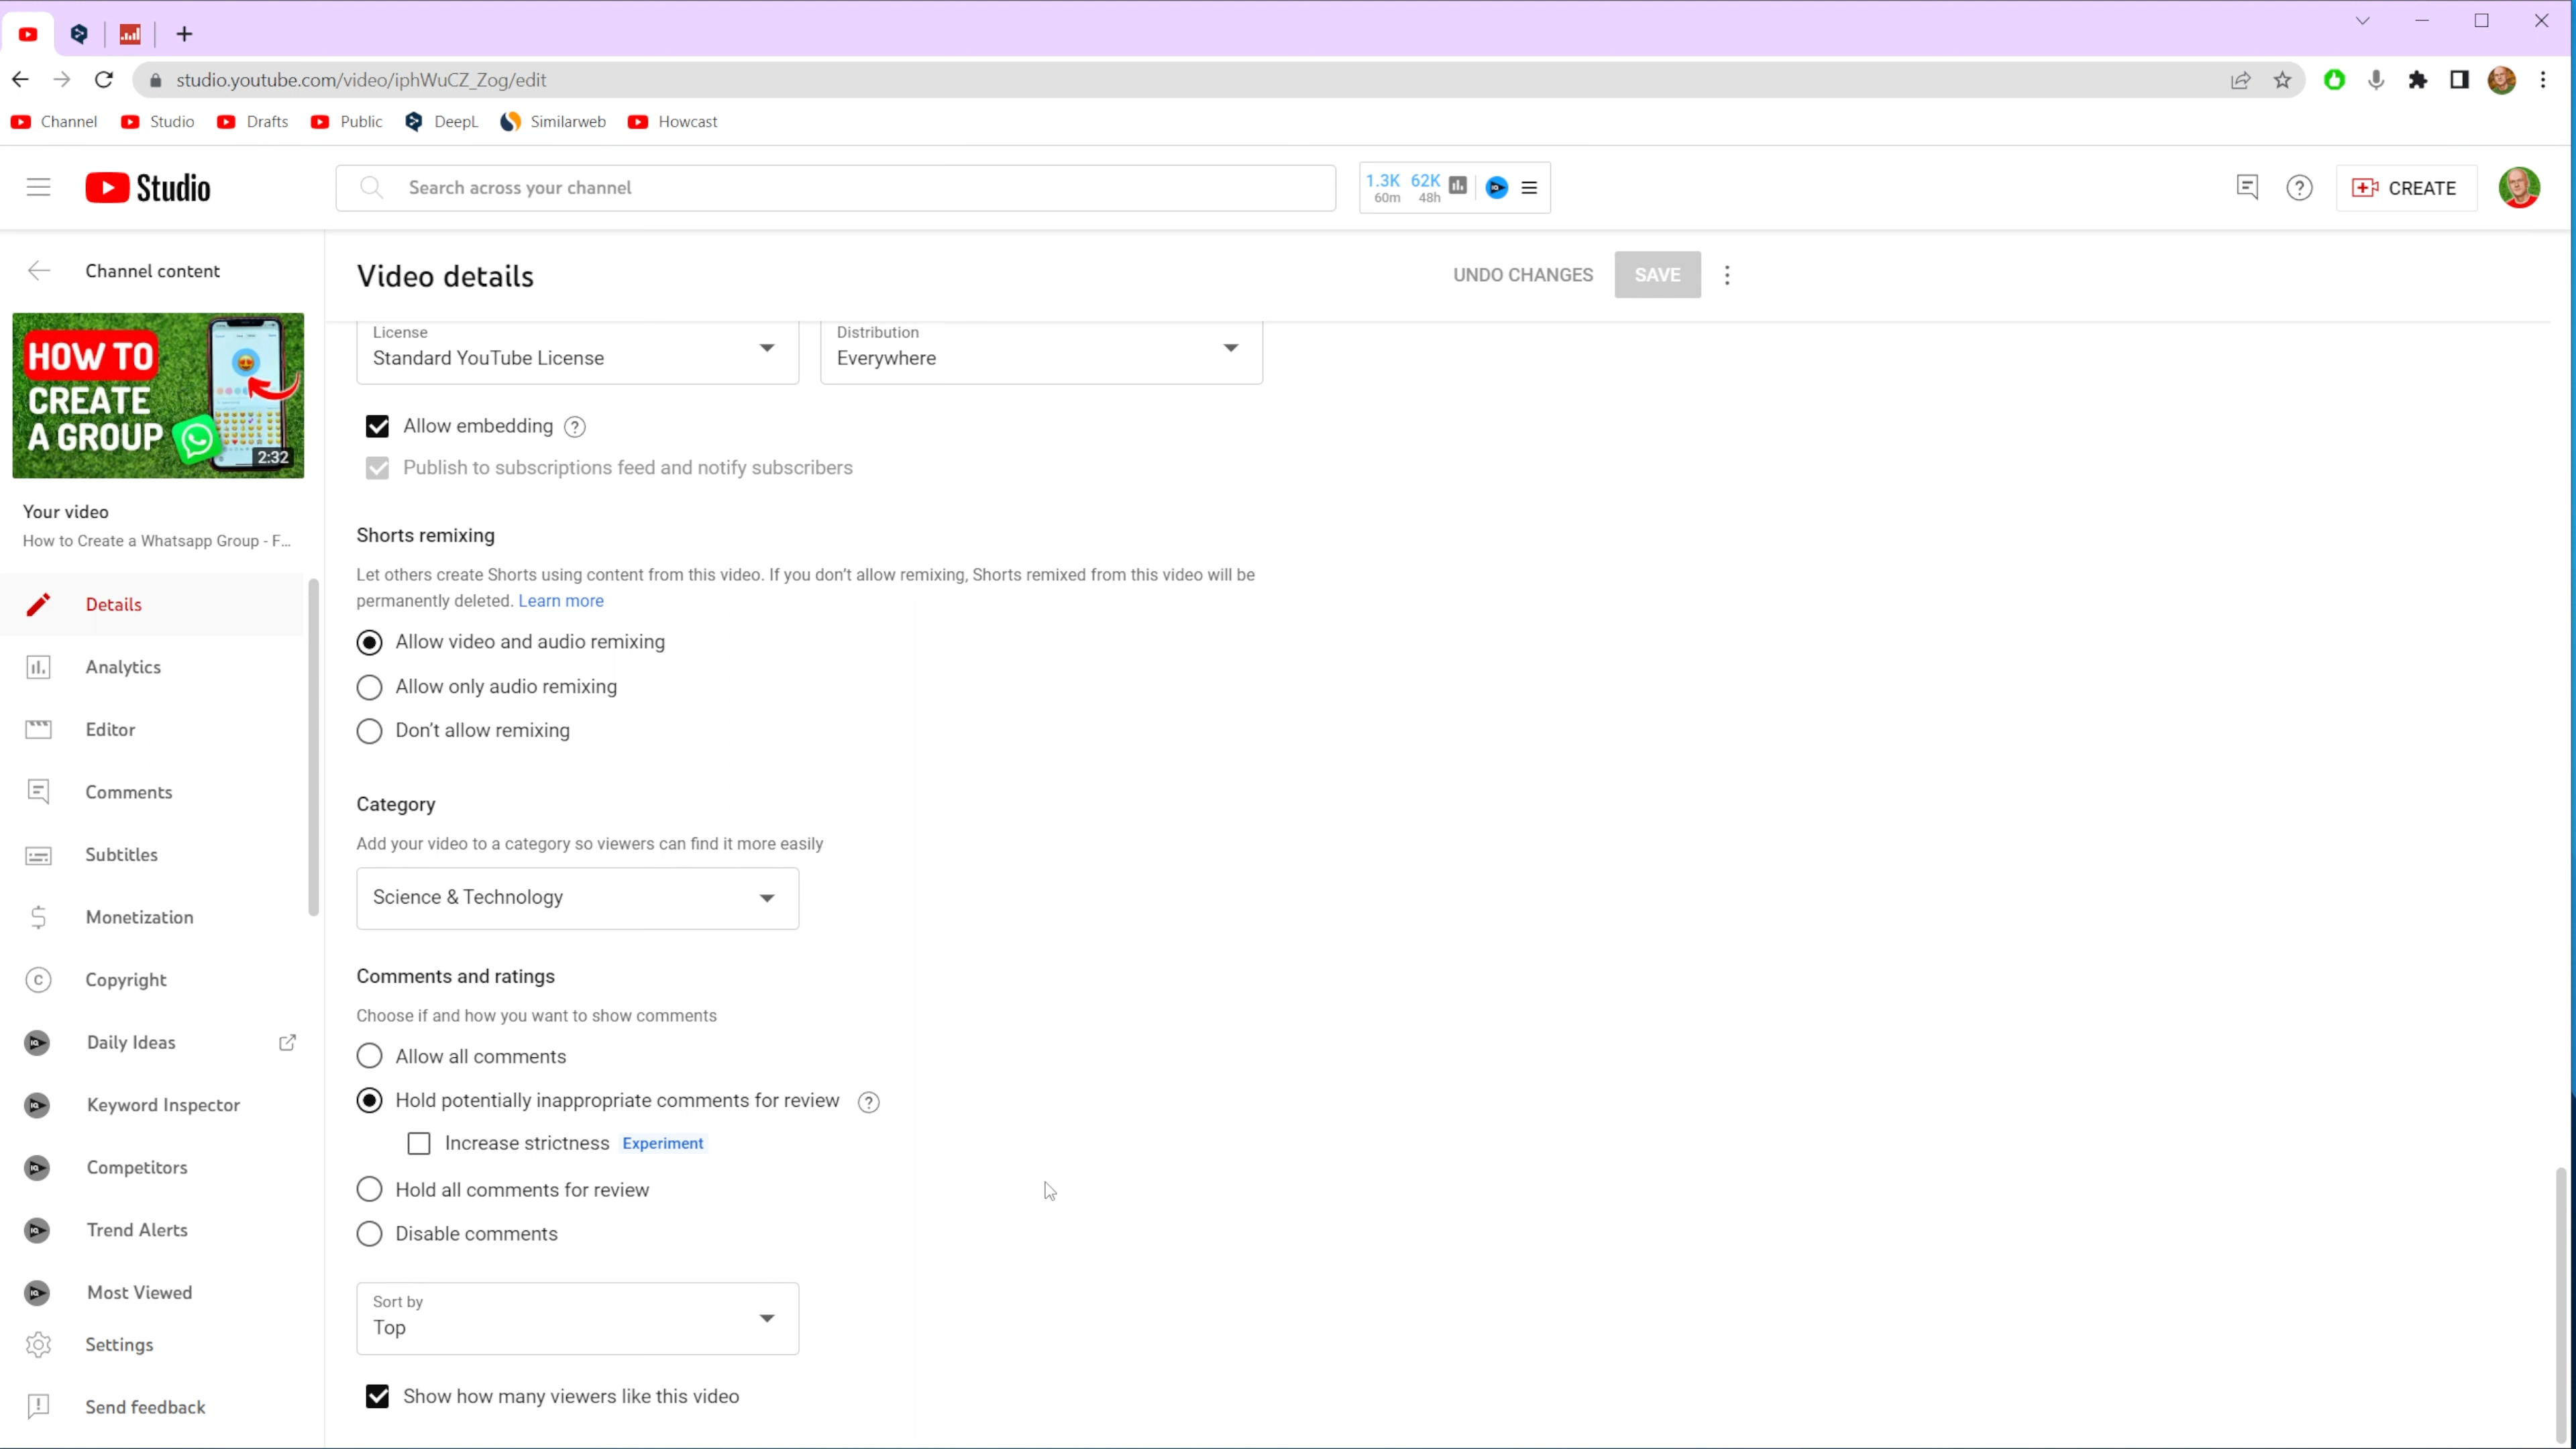 studio.youtube.com/video/iphWuCZ_Zog/edit
Channel Studio Drafts Public DeepL Similarweb Howcast
Studio
Search across your channel
1.3K 62K
60m 48h
CREATE
Channel content
Video details
UNDO CHANGES
SAVE
HOW TO
CREATE
A GROUP
2:32
Your video
How to Create a Whatsapp Group - F...
Details
Analytics
Editor
Comments
Subtitles
Monetization
Copyright
Daily Ideas
Keyword Inspector
Competitors
Trend Alerts
Most Viewed
Settings
Send feedback
License
Standard YouTube License
Distribution
Everywhere
Allow embedding
Publish to subscriptions feed and notify subscribers
Shorts remixing
Let others create Shorts using content from this video. If you don't allow remixing, Shorts remixed from this video will be
permanently deleted. Learn more
Allow video and audio remixing
Allow only audio remixing
Don't allow remixing
Category
Add your video to a category so viewers can find it more easily
Science & Technology
Comments and ratings
Choose if and how you want to show comments
Allow all comments
Hold potentially inappropriate comments for review
Increase strictness Experiment
Hold all comments for review
Disable comments
Sort by
Top
Show how many viewers like this video